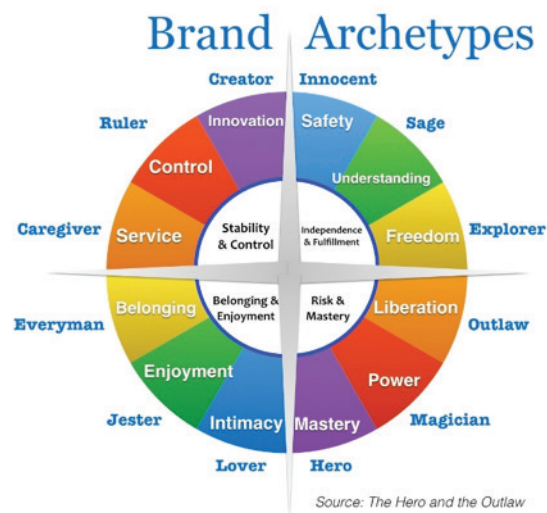 Brand Archetypes
Creator
Innocent
Ruler
Innovation
Safety
Sage
Control
Understanding
Caregiver
Service
Stability
& Control
Independence
& Fulfillment
Freedom
Explorer
Everyman
Belonging
Belonging &
Enjoyment
Risk &
Mastery
Liberation
Outlaw
Enjoyment
Power
Jester
Intimacy
Mastery
Magician
Lover
Hero
Source: The Hero and the Outlaw